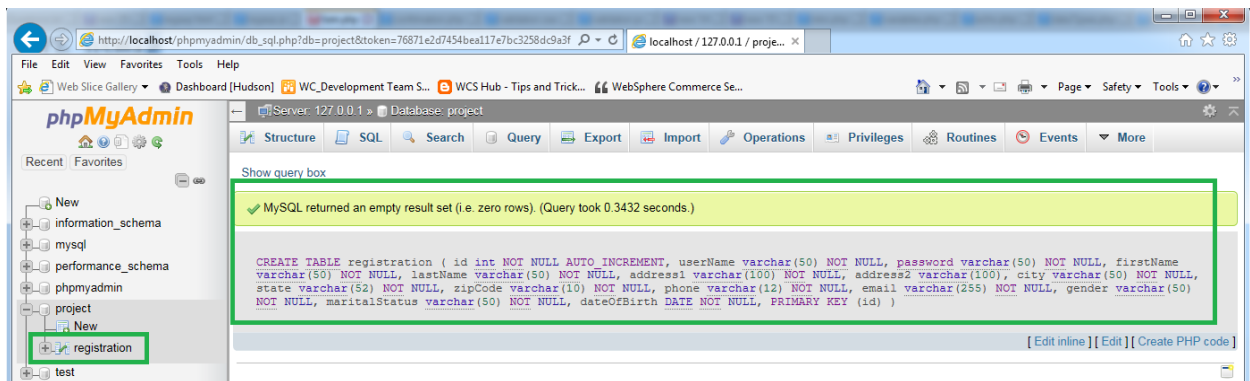 http://localhost/phpmyadmin/db_sql.php?db=project&token=76871e2d7454bea117e7bc3258dc9a3f
localhost / 127.0.0.1 / proje...
File Edit View Favorites Tools Help
Web Slice Gallery Dashboard [Hudson] WC_Development Team S... WCS Hub - Tips and Trick... WebSphere Commerce Se...
Page Safety Tools
phpMyAdmin
Recent Favorites
New
information_schema
mysql
performance_schema
phpmyadmin
project
New
registration
test
Server: 127.0.0.1 » Database: project
Structure SQL Search Query Export Import Operations Privileges Routines Events More
Show query box
MySQL returned an empty result set (i.e. zero rows). (Query took 0.3432 seconds.)
CREATE TABLE registration ( id int NOT NULL AUTO_INCREMENT, userName varchar(50) NOT NULL, password varchar(50) NOT NULL, firstName
varchar(50) NOT NULL, lastName varchar(50) NOT NULL, address1 varchar(100) NOT NULL, address2 varchar(100), city varchar(50) NOT NULL,
state varchar(52) NOT NULL, zipCode varchar(10) NOT NULL, phone varchar(12) NOT NULL, email varchar(255) NOT NULL, gender varchar(50)
NOT NULL, maritalStatus varchar(50) NOT NULL, dateOfBirth DATE NOT NULL, PRIMARY KEY (id) )
[ Edit inline ] [ Edit ] [ Create PHP code ]